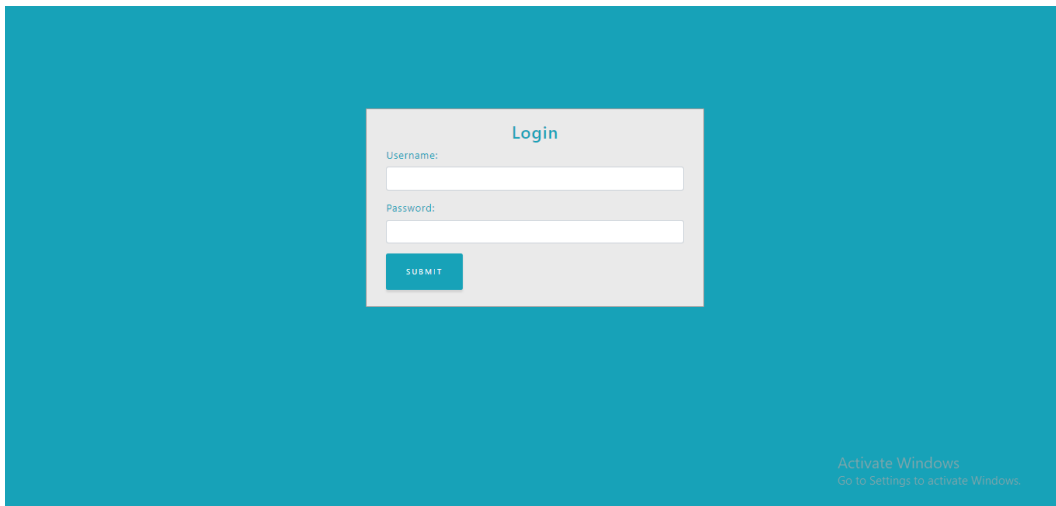 Login
Username:
Password:
SUBMIT
Activate Windows
Go to Settings to activate Windows.